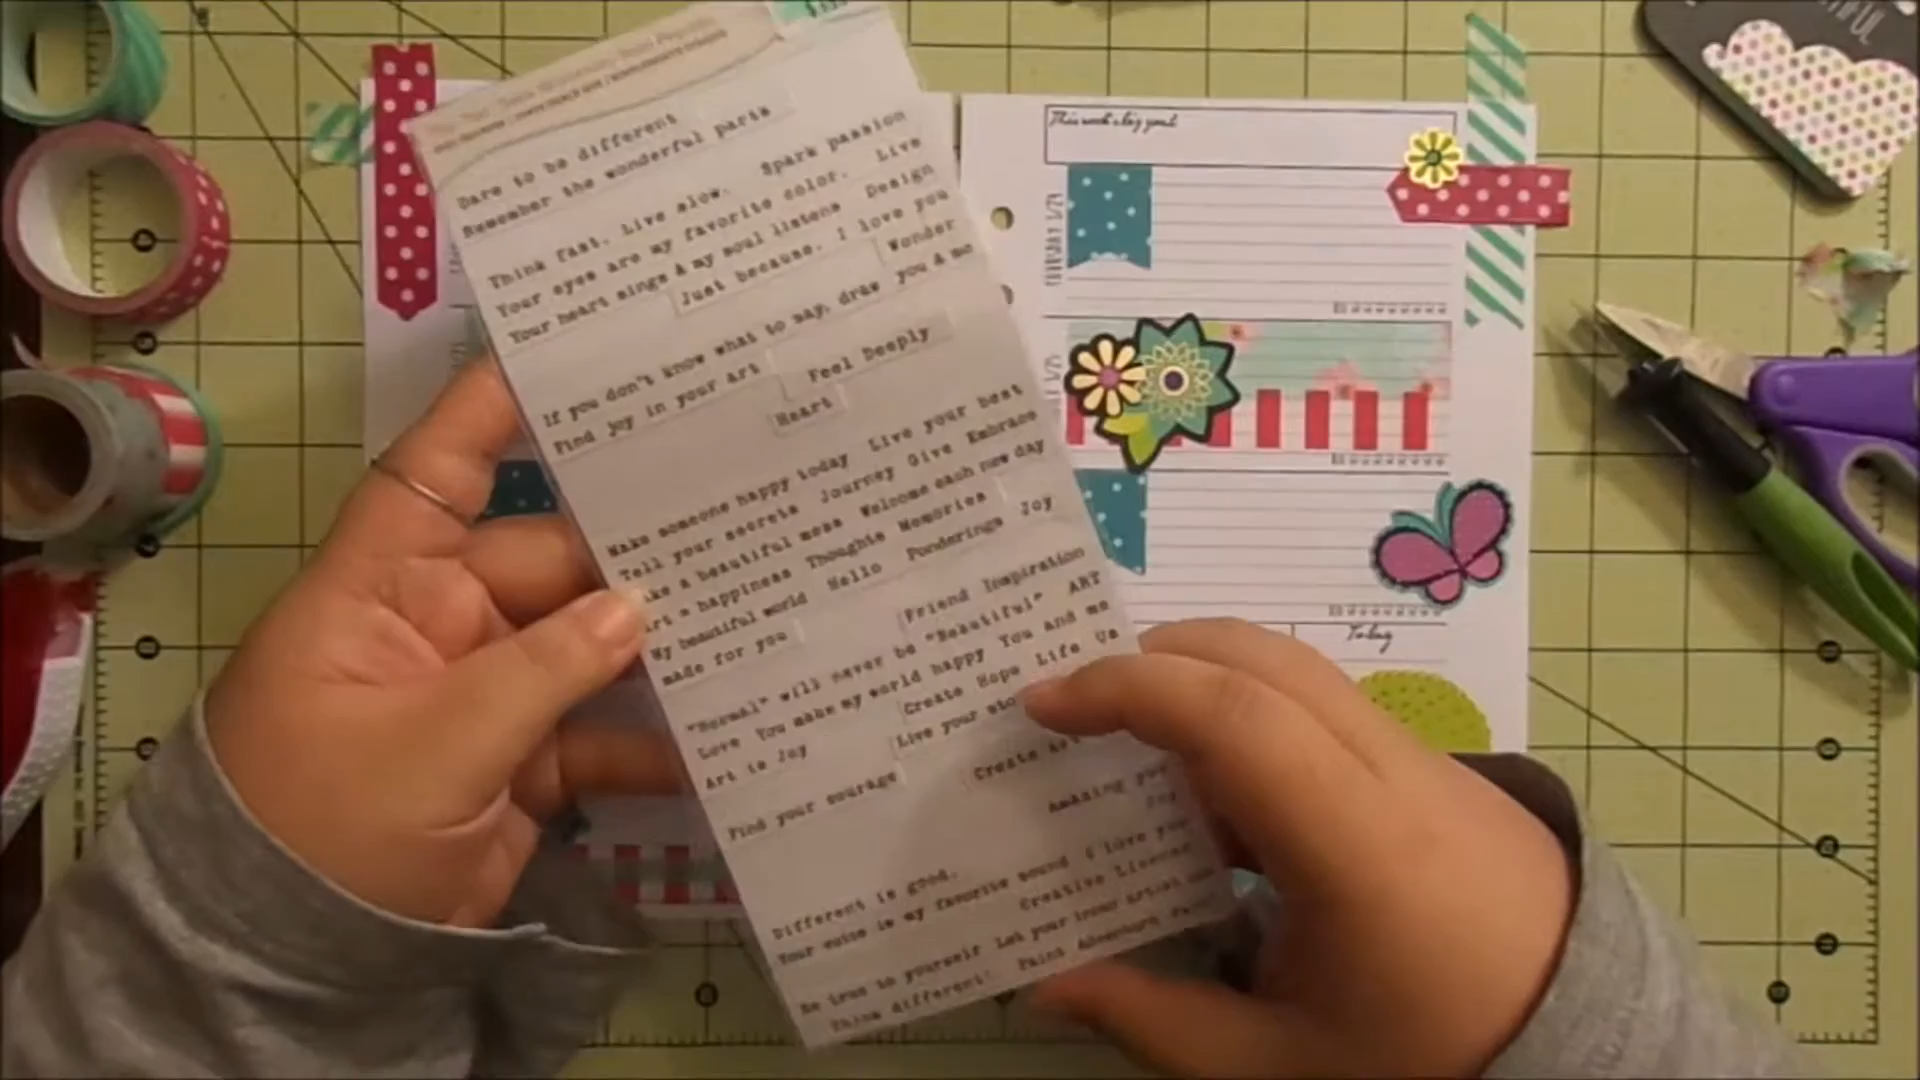 Dare to be different
Remember the wonderful parts
Think fast. Live slow. Spark passion
Your eyes are my favorite color. Live
Your heart sings & my soul listens Design
Just because. I love you
Wonder
If you don't know what to say, draw you & me
Find joy in your art
Feel Deeply
Heart
Make someone happy today Live your best
Tell your secrets Journey Give Embrace
a beautiful mess Welcome each new day
happiness Thoughts Memories
My beautiful world Hello Ponderings Joy
made for you
Friend Inspiration
"Normal" will never be "Beautiful" ART
Love You make my world happy You and me
Art is Joy Create Hope Life Us
Live your
Find your courage
Create
Amazing
Joy
Different is good.
Your voice is my favorite sound I love you
Creative License
Be true to yourself Let your inner artist
Think different! Paint Adventure
This week's big goal:
Today